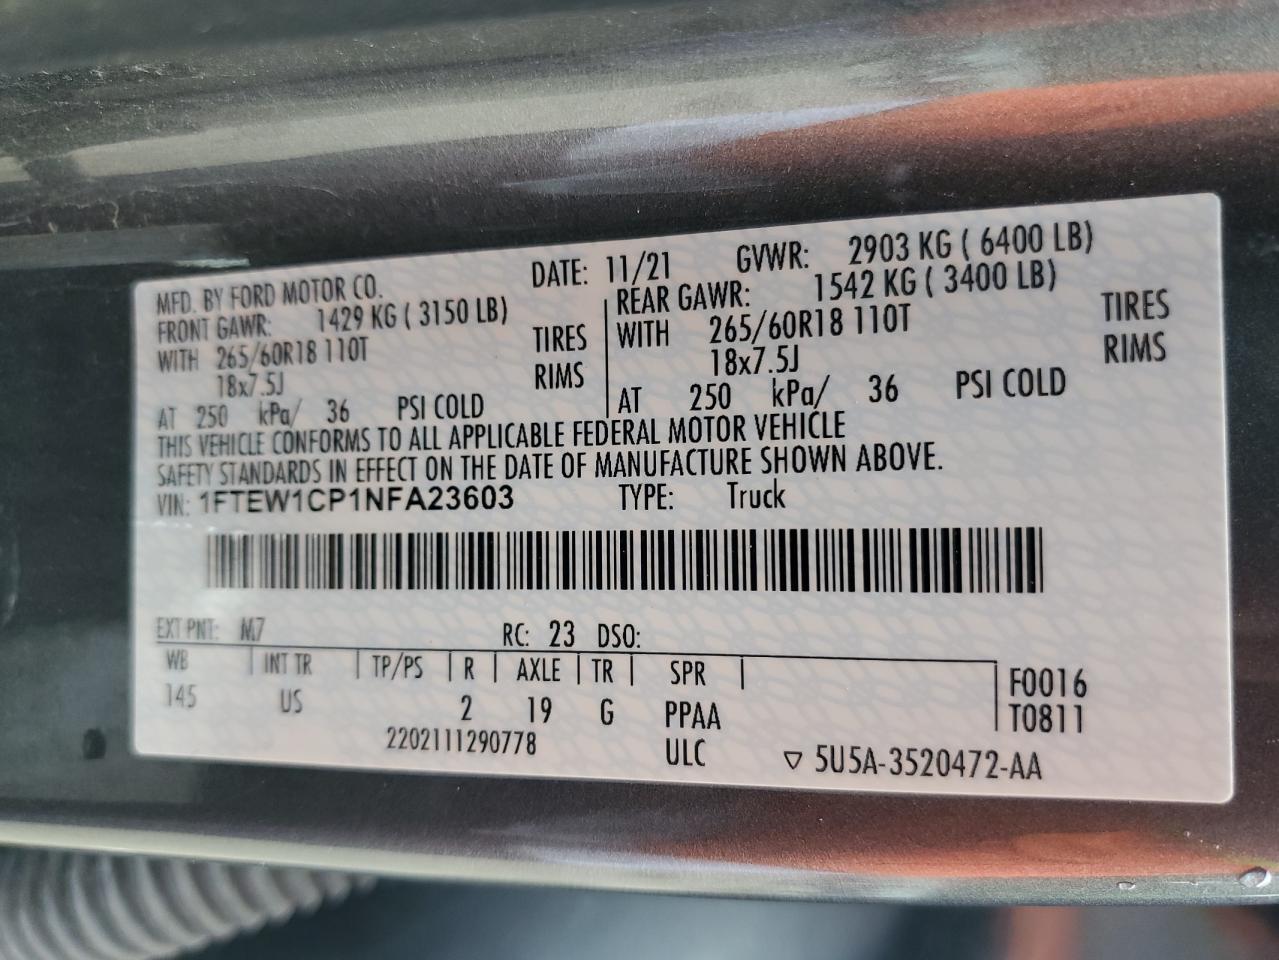 MFD. BY FORD MOTOR CO. DATE: 11/21 GVWR: 2903 KG ( 6400 LB)
FRONT GAWR: 1429 KG ( 3150 LB) REAR GAWR: 1542 KG ( 3400 LB)
WITH 265/60R18 110T TIRES WITH 265/60R18 110T TIRES
18x7.5J RIMS 18x7.5J RIMS
AT 250 kPa/ 36 PSI COLD AT 250 kPa/ 36 PSI COLD
THIS VEHICLE CONFORMS TO ALL APPLICABLE FEDERAL MOTOR VEHICLE
SAFETY STANDARDS IN EFFECT ON THE DATE OF MANUFACTURE SHOWN ABOVE.
VIN: 1FTEW1CP1NFA23603 TYPE: Truck
EXT PNT: M7 RC: 23 DSO:
WB INT TR TP/PS R AXLE TR SPR F0016
145 US 2 19 G PPAA T0811
2202111290778 ULC ▽ 5U5A-3520472-AA